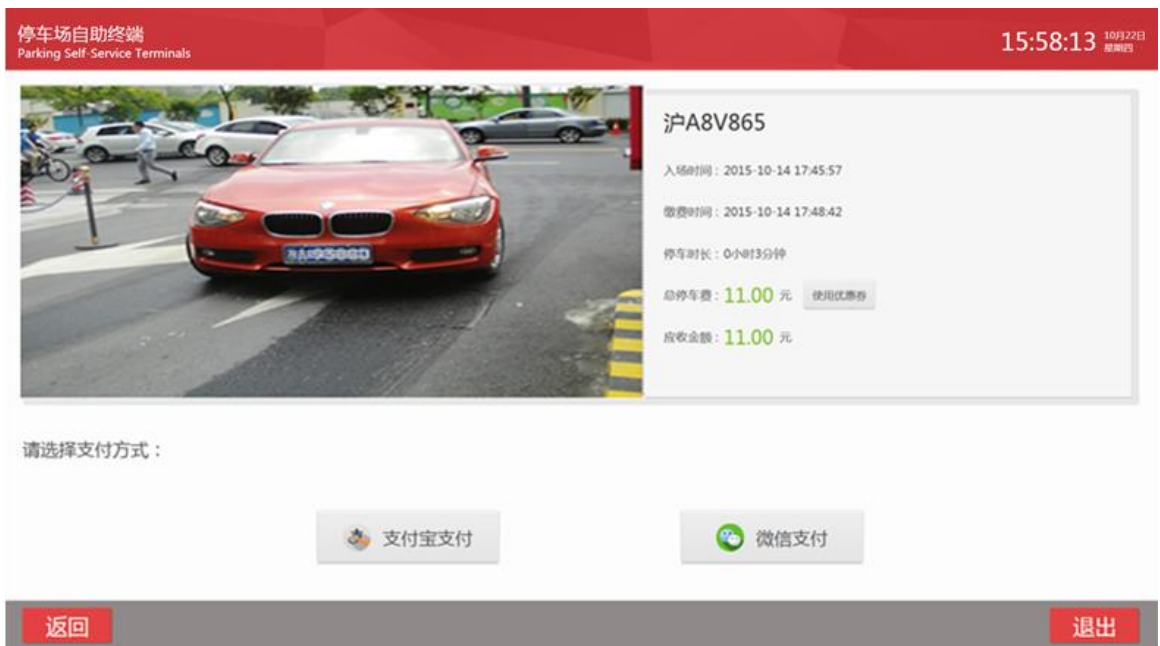 停车场自助终端
Parking Self-Service Terminals
15:58:13 10月22日
星期四
沪A8V865
入场时间：2015-10-14 17:45:57
缴费时间：2015-10-14 17:48:42
停车时长：0小时3分钟
总停车费：11.00 元 使用优惠券
应收金额：11.00 元
请选择支付方式：
支付宝支付 微信支付
返回 退出